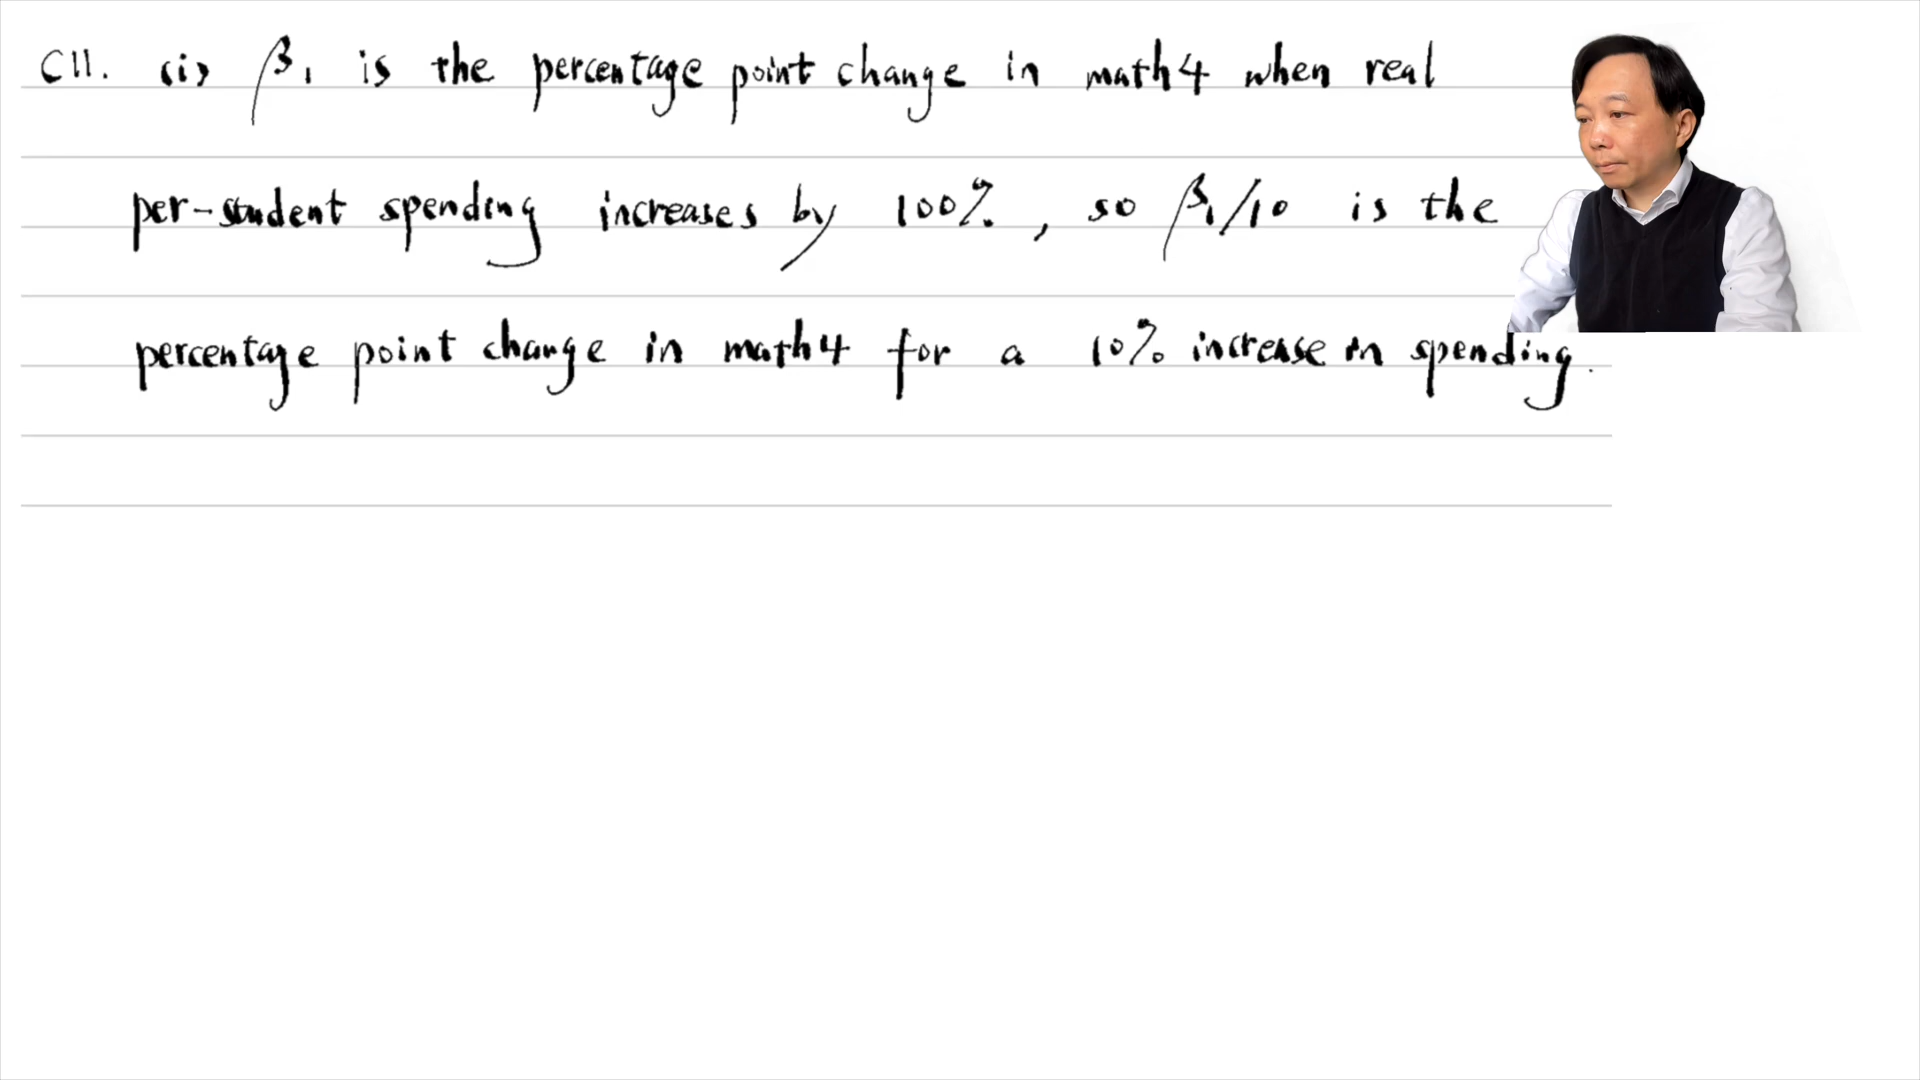 C11. (i) β₁ is the percentage point change in math4 when real
per-student spending increases by 100%, so β₁/10 is the
percentage point change in math4 for a 10% increase in spending.